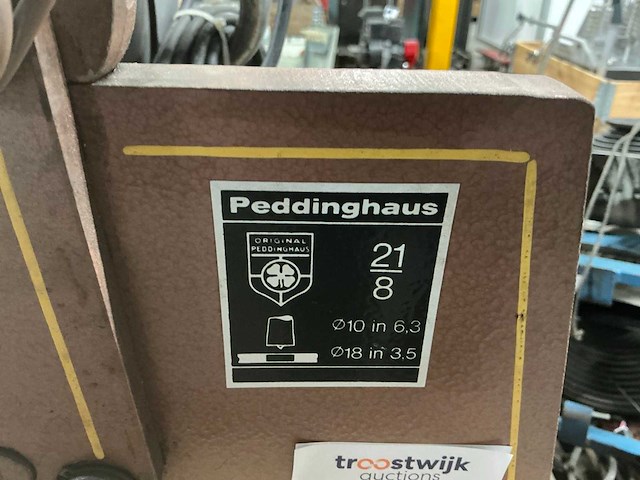 Peddinghaus
ORIGINAL
PEDDINGHAUS
21
8
Ø10 in 6,3
Ø18 in 3,5
troostwijk
auctions